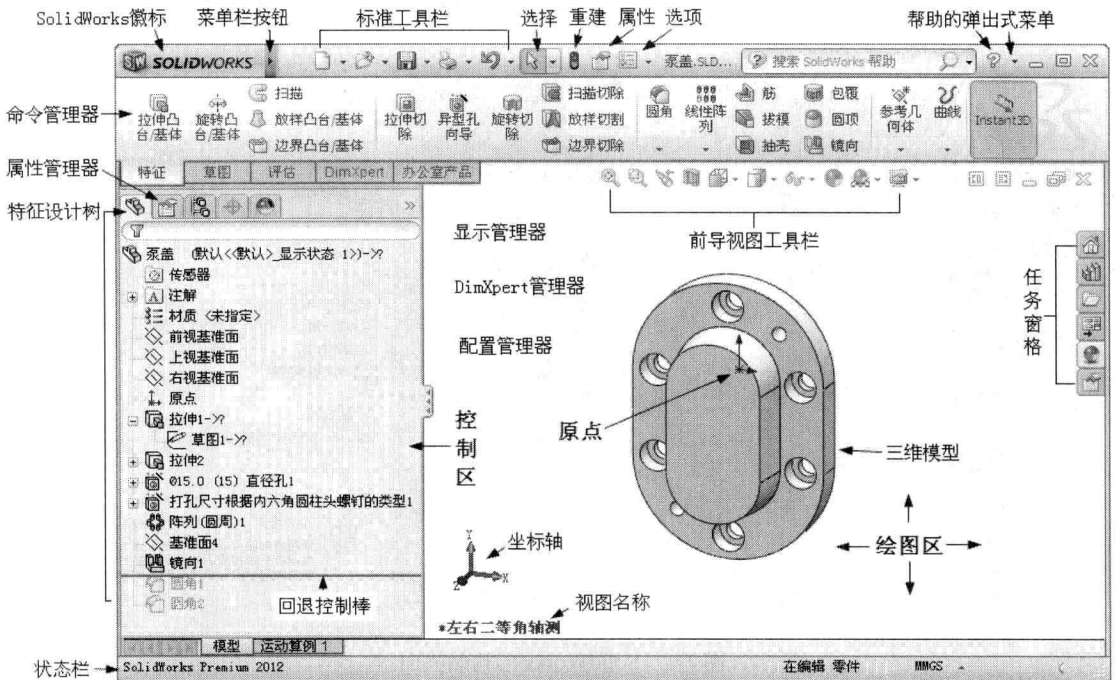 SolidWorks徽标 菜单栏按钮 标准工具栏 选择 重建 属性 选项 帮助的弹出式菜单
SOLIDWORKS 泵盖.SLD... 搜索 SolidWorks 帮助
命令管理器
拉伸凸台/基体 旋转凸台/基体 扫描 放样凸台/基体 边界凸台/基体 拉伸切除 异型孔向导 旋转切除 扫描切除 放样切割 边界切除 圆角 线性阵列 筋 拔模 抽壳 包覆 圆顶 镜向 参考几何体 曲线 Instant3D
属性管理器
特征 草图 评估 DimXpert 办公室产品
特征设计树
显示管理器
前导视图工具栏
泵盖 (默认<<默认>_显示状态 1>)->?
传感器
DimXpert管理器
任务窗格
注解
材质 <未指定>
前视基准面
配置管理器
上视基准面
右视基准面
原点
拉伸1->?
控制区
原点
草图1->?
三维模型
拉伸2
Ø15.0 (15) 直径孔1
打孔尺寸根据内六角圆柱头螺钉的类型1
阵列(圆周)1
基准面4
坐标轴
绘图区
镜向1
Y
X
Z
圆角1
圆角2
回退控制棒
视图名称
*左右二等角轴测
模型 运动算例 1
状态栏
SolidWorks Premium 2012 在编辑 零件 MMGS